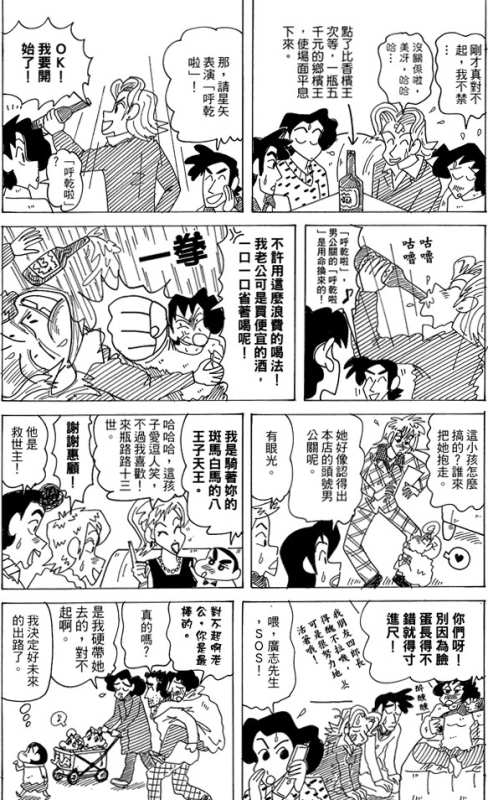 剛才真對不
起，我不禁
…
沒關係啦，
美冴，哈哈
哈…
點了比香檳王
次等，一瓶五
千元的鄉檳王
，使場面平息
下來。
那，請星矢
表演「呼乾
啦」！
OK！
我要開
始了！
「呼乾啦」
？
咕嚕
咕嚕
「呼乾啦」，
男公關的「呼乾啦」
是用命換來的！
不許用這麼浪費的喝法！
我老公可是買便宜的酒，
一口一口省著喝呢！
一拳
這小孩怎麼
搞的？誰來
把她抱走。
她好像認得出
本店的頭號男
公關呢。
有眼光。
我是騎著妳的
斑馬白馬的八
王子天王。
哈哈哈，這孩
子愛逗人笑，
不過我喜歡！
來瓶路路十三
世。
謝謝惠顧！
他是
救世主！
你們呀！
別因為臉
蛋長得不
錯就得寸
進尺！
我朋友四郎長
得醜不拉
可是很努力地
活著哦！
喂，廣志先生
，SOS！
對不起啊老
公，你是最
棒的。
真的嗎？
是我硬帶她
去的，對不
起啊。
我決定好未來
的出路了。